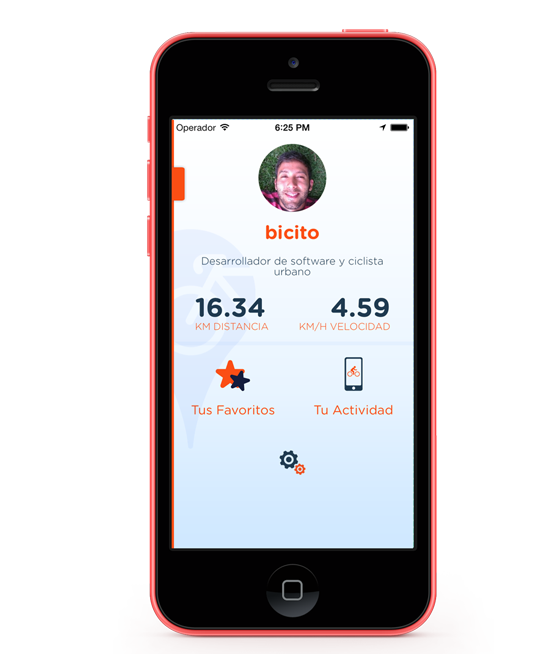 Operador 6:25 PM
bicito
Desarrollador de software y ciclista
urbano
16.34 4.59
KM DISTANCIA KM/H VELOCIDAD
Tus Favoritos Tu Actividad